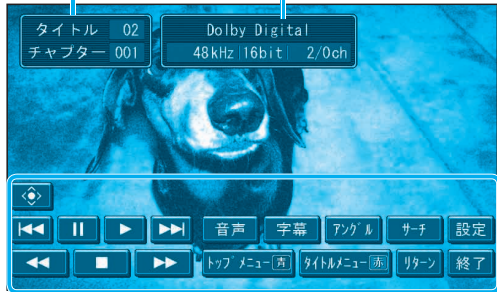 タイトル 02
チャプター 001
Dolby Digital
48kHz 16bit 2/0ch
音声 字幕 アングル サーチ 設定
トップメニュー 青 タイトルメニュー 赤 リターン 終了